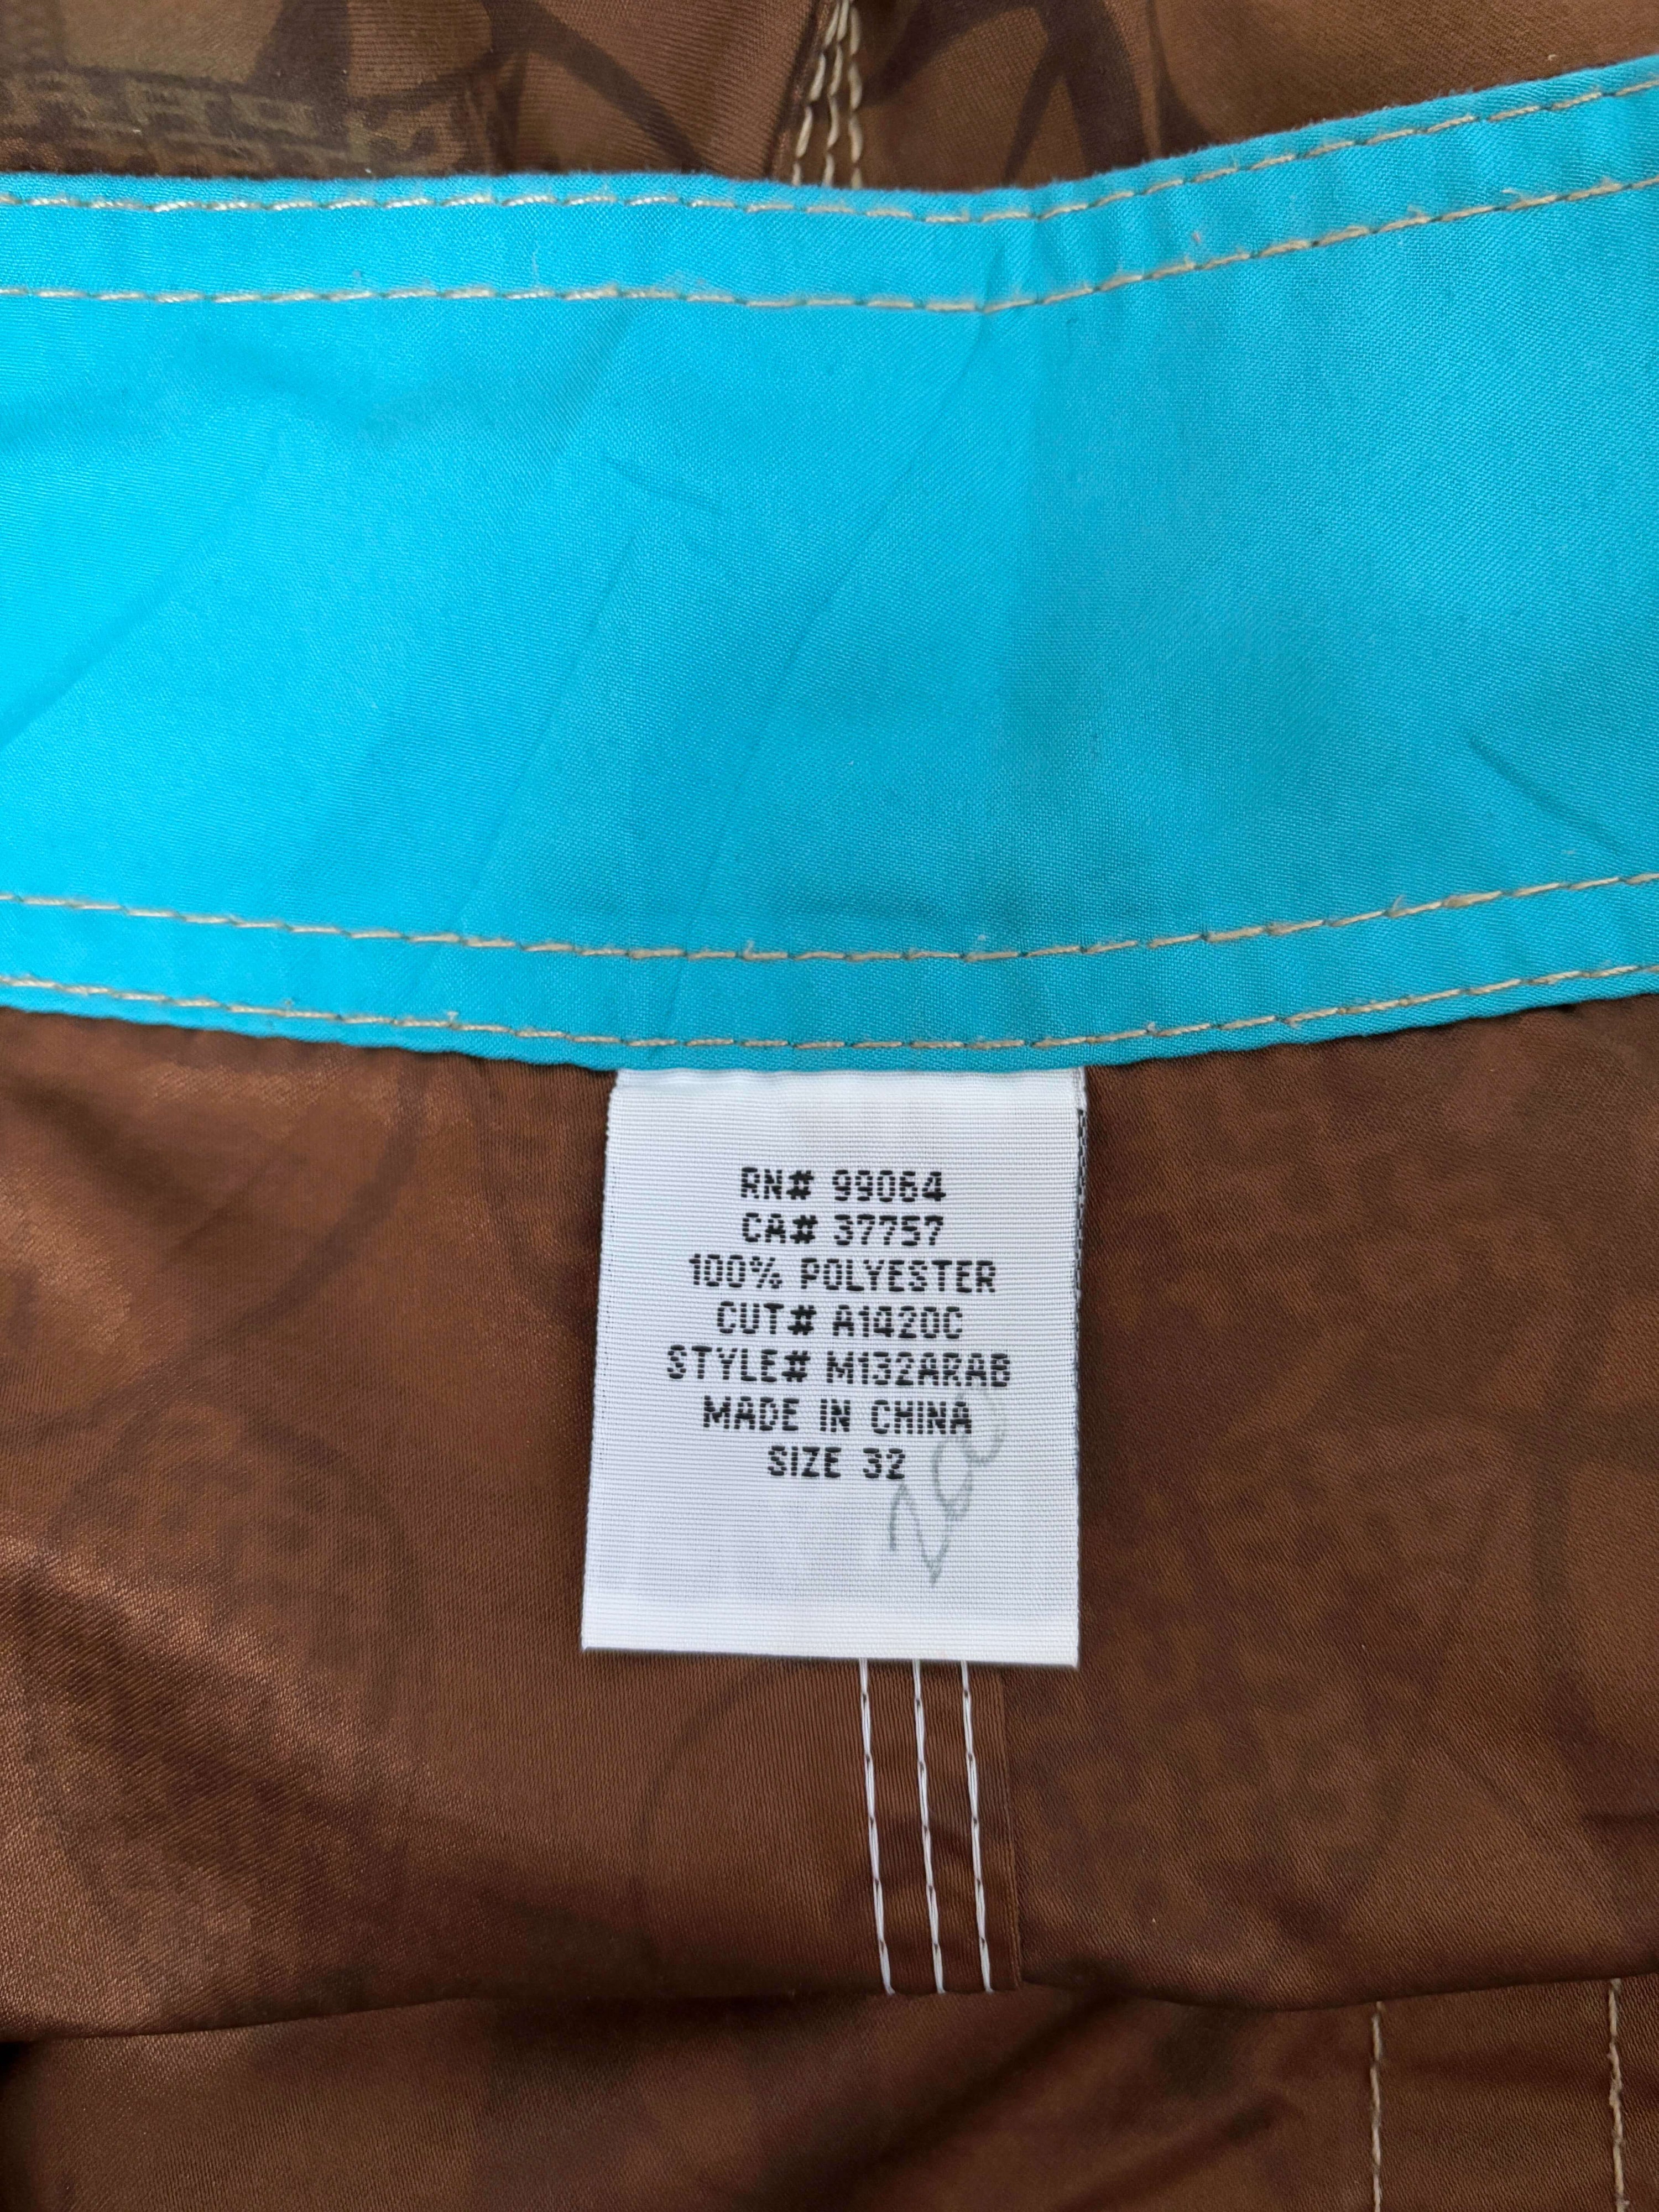 RN# 99064
CA# 37757
100% POLYESTER
CUT# A1420C
STYLE# M132ARAB
MADE IN CHINA
SIZE 32